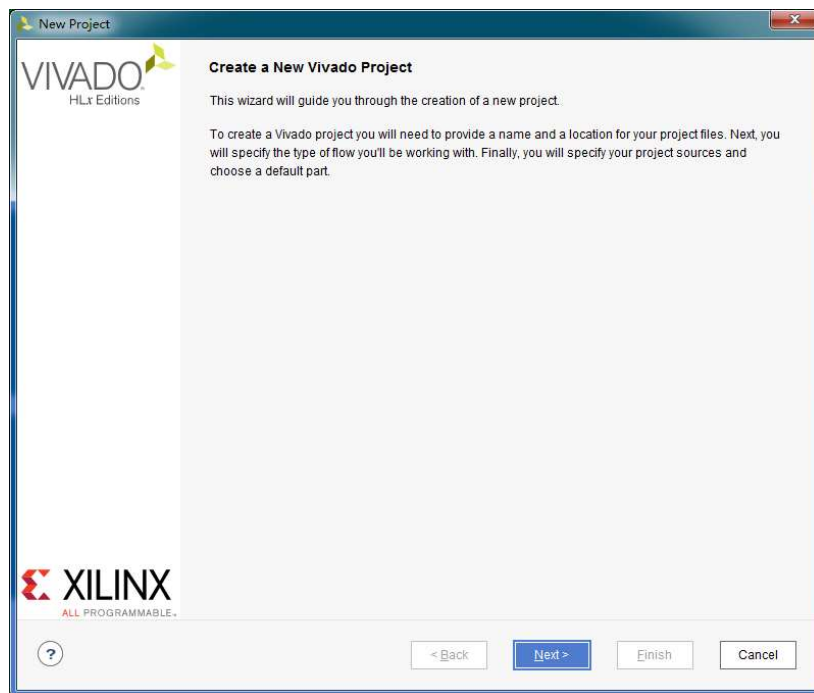 New Project
VIVADO.
HLx Editions
Create a New Vivado Project
This wizard will guide you through the creation of a new project.
To create a Vivado project you will need to provide a name and a location for your project files. Next, you
will specify the type of flow you'll be working with. Finally, you will specify your project sources and
choose a default part.
XILINX
ALL PROGRAMMABLE.
?
< Back
Next >
Finish
Cancel